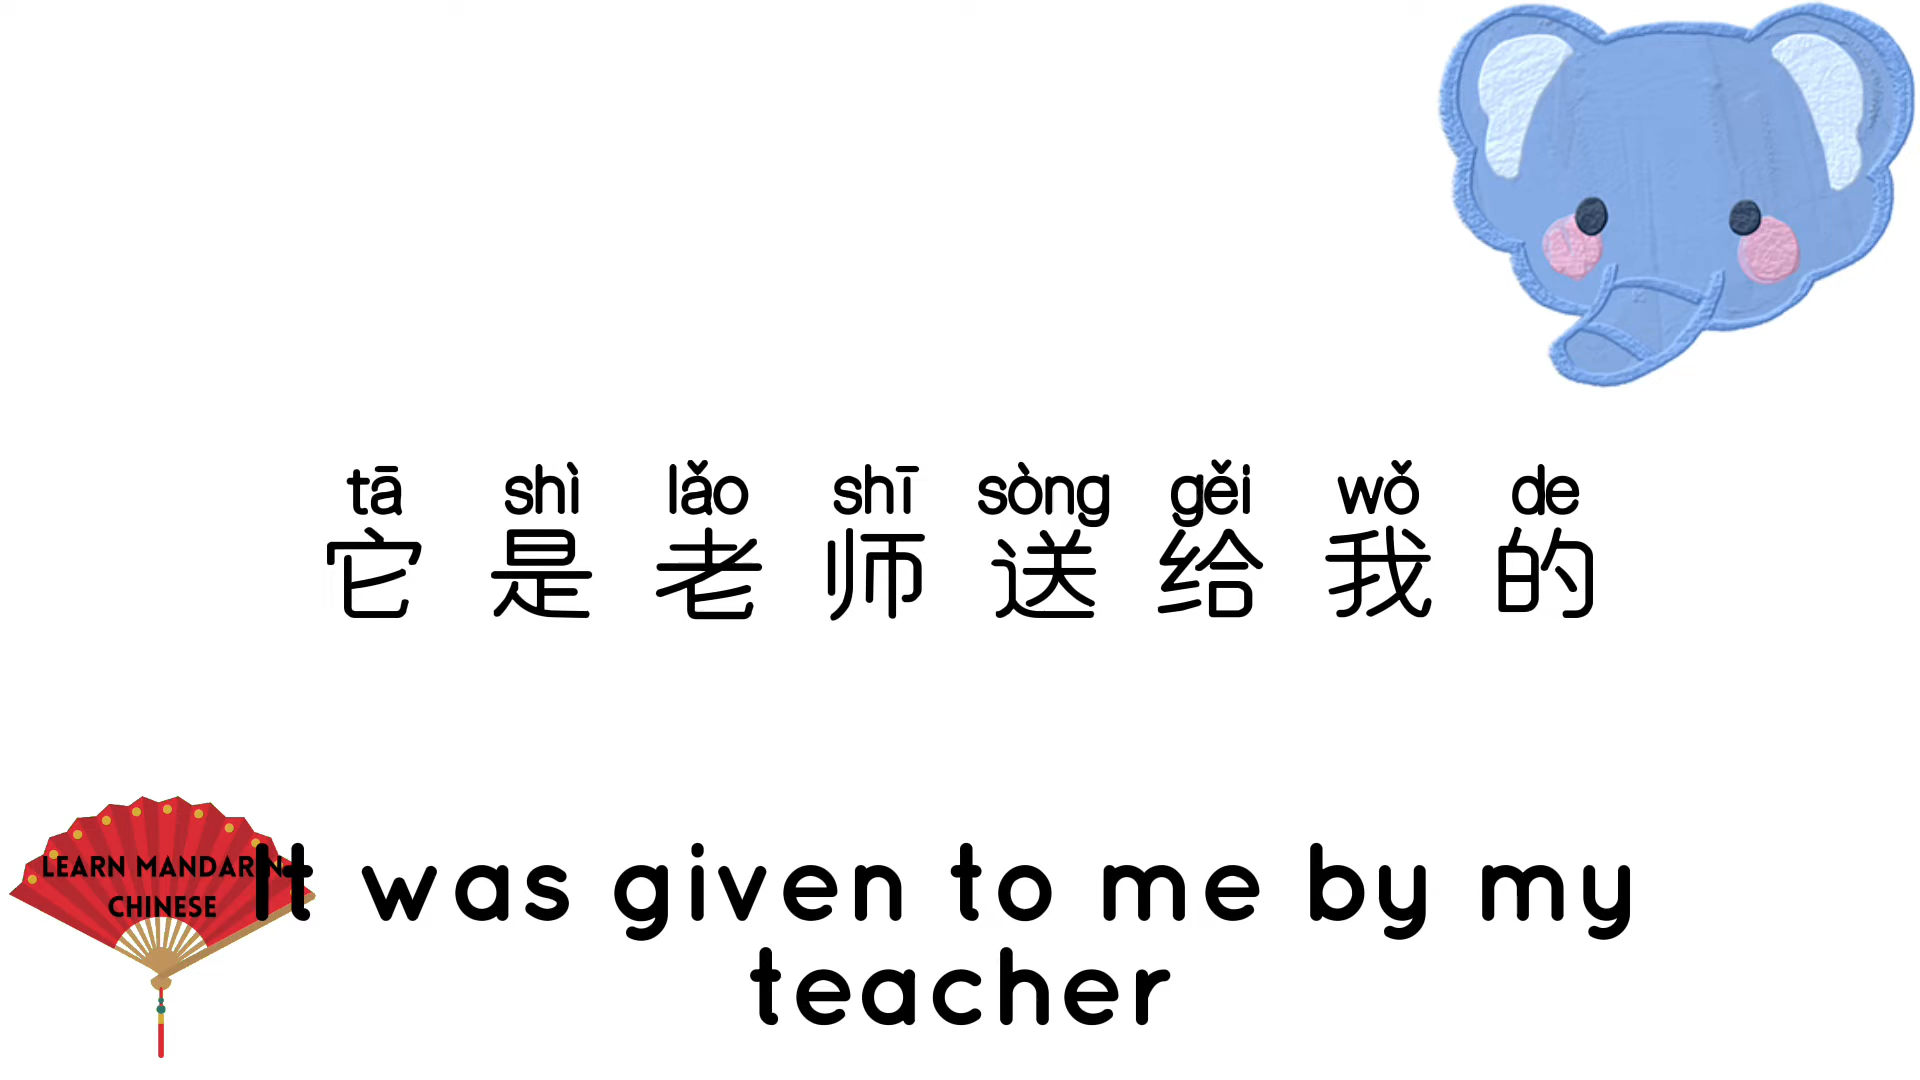 tā shì lǎo shī sòng gěi wǒ de
它是老师送给我的
LEARN MANDARIN
CHINESE
It was given to me by my
teacher